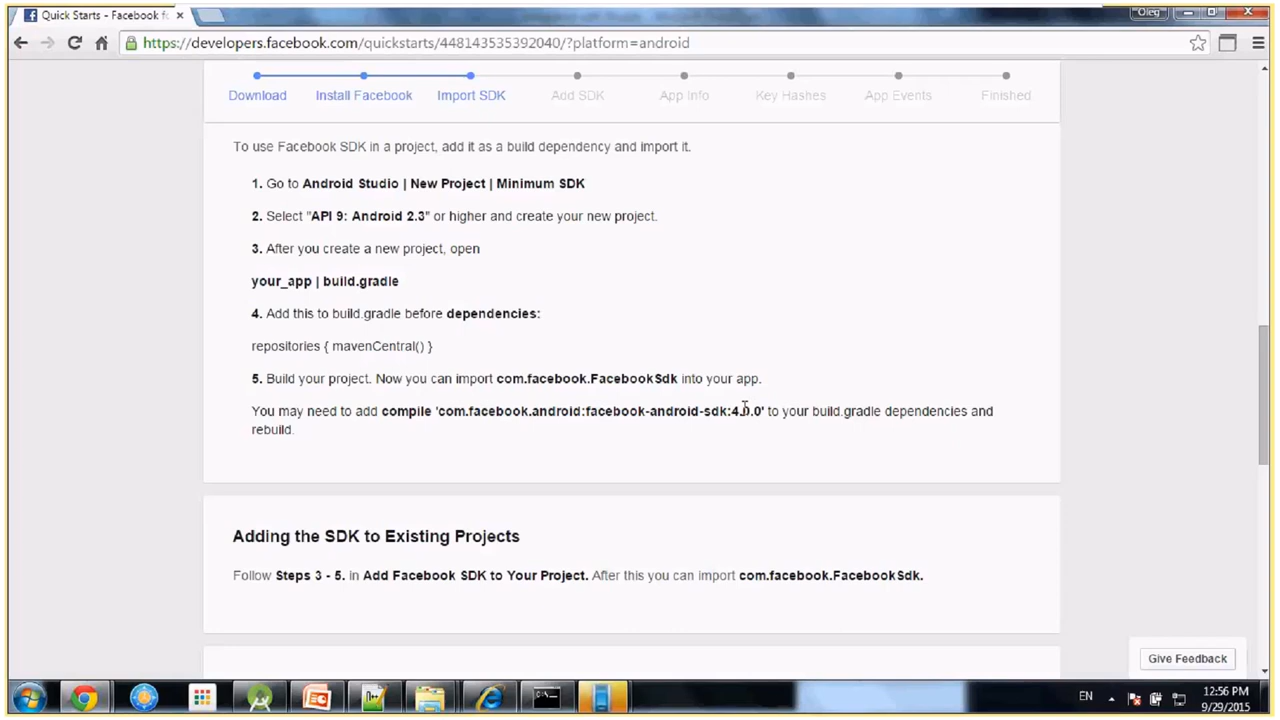 Quick Starts - Facebook f
Oleg
https://developers.facebook.com/quickstarts/448143535392040/?platform=android
Download
Install Facebook
Import SDK
Add SDK
App Info
Key Hashes
App Events
Finished
To use Facebook SDK in a project, add it as a build dependency and import it.
1. Go to Android Studio | New Project | Minimum SDK
2. Select "API 9: Android 2.3" or higher and create your new project.
3. After you create a new project, open
your_app | build.gradle
4. Add this to build.gradle before dependencies:
repositories { mavenCentral() }
5. Build your project. Now you can import com.facebook.FacebookSdk into your app.
You may need to add compile 'com.facebook.android:facebook-android-sdk:4.0.0' to your build.gradle dependencies and
rebuild.
Adding the SDK to Existing Projects
Follow Steps 3 - 5. in Add Facebook SDK to Your Project. After this you can import com.facebook.FacebookSdk.
Give Feedback
EN
12:56 PM
9/29/2015